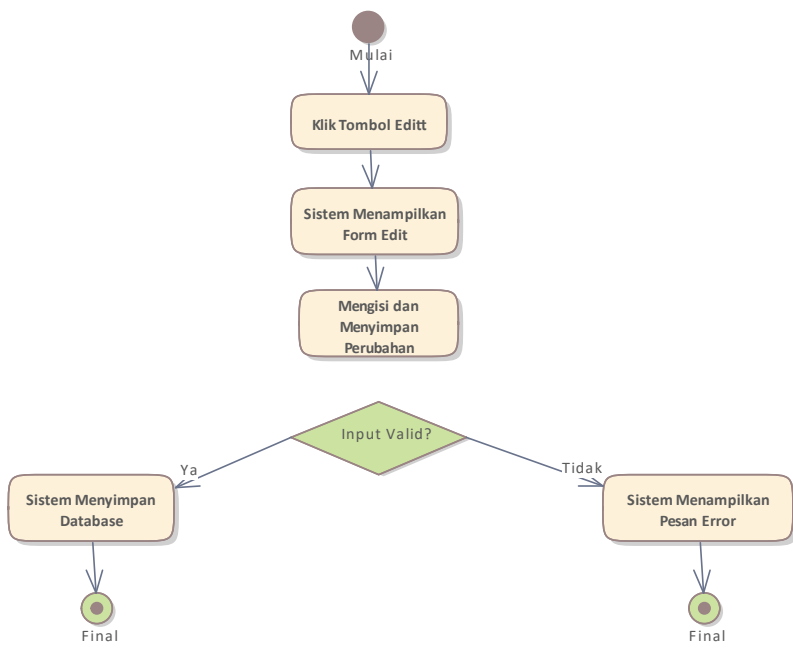 Mulai
Klik Tombol Editt
Sistem Menampilkan
Form Edit
Mengisi dan
Menyimpan
Perubahan
Input Valid?
Ya
Tidak
Sistem Menyimpan
Database
Sistem Menampilkan
Pesan Error
Final
Final